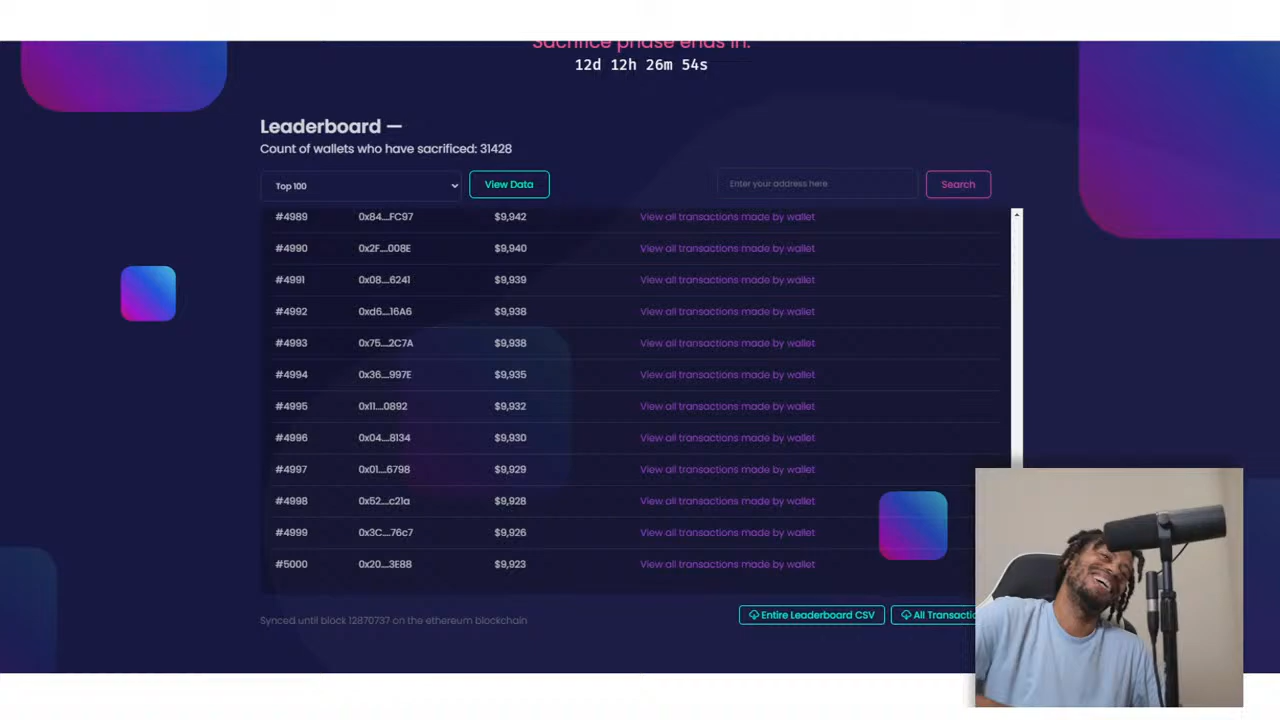 Sacrifice phase ends in:
12d 12h 26m 54s
Leaderboard —
Count of wallets who have sacrificed: 31428
Top 100
View Data
Enter your address here
Search
#4989 0x84....FC97 $9,942 View all transactions made by wallet
#4990 0x2F....008E $9,940 View all transactions made by wallet
#4991 0x08....6241 $9,939 View all transactions made by wallet
#4992 0xd6....16A6 $9,938 View all transactions made by wallet
#4993 0x75....2C7A $9,938 View all transactions made by wallet
#4994 0x36....997E $9,935 View all transactions made by wallet
#4995 0x11....0892 $9,932 View all transactions made by wallet
#4996 0x04....8134 $9,930 View all transactions made by wallet
#4997 0x01....6798 $9,929 View all transactions made by wallet
#4998 0x52....c21a $9,928 View all transactions made by wallet
#4999 0x3C....76c7 $9,926 View all transactions made by wallet
#5000 0x20....3E88 $9,923 View all transactions made by wallet
Synced until block 12870737 on the ethereum blockchain
Entire Leaderboard CSV
All Transactio